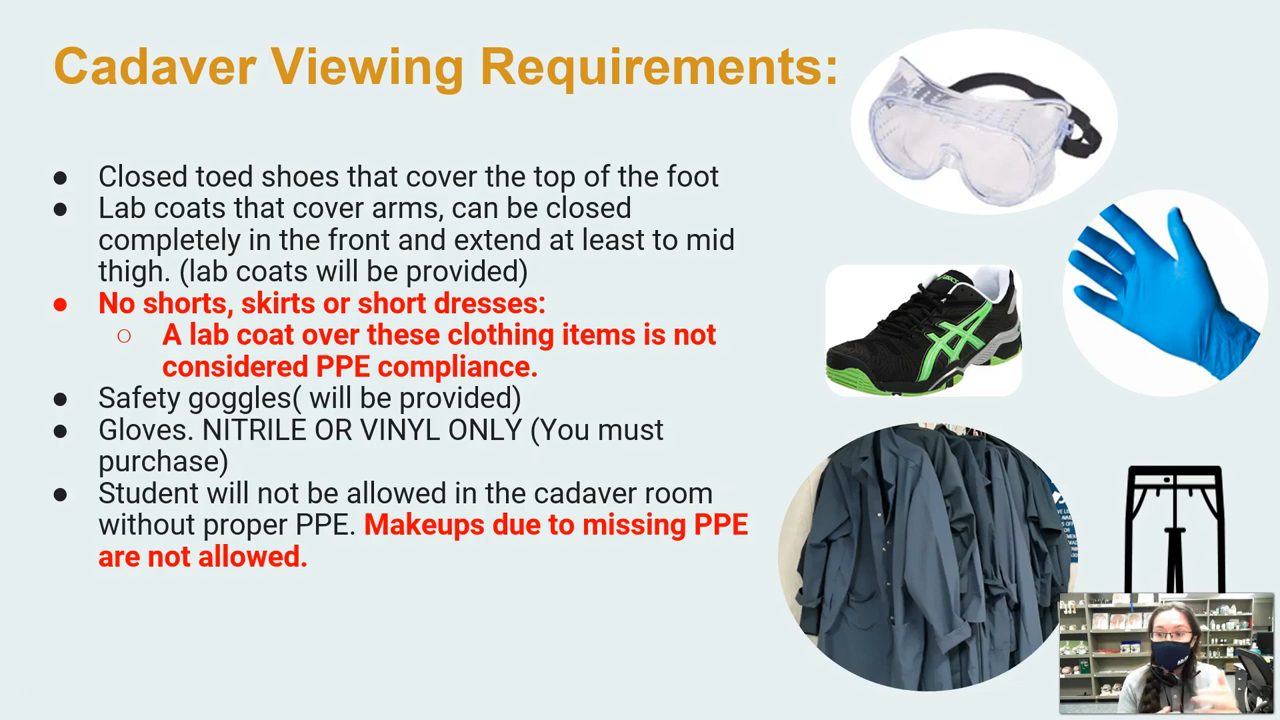 Cadaver Viewing Requirements:
● Closed toed shoes that cover the top of the foot
● Lab coats that cover arms, can be closed
completely in the front and extend at least to mid
thigh. (lab coats will be provided)
● No shorts, skirts or short dresses:
○ A lab coat over these clothing items is not
considered PPE compliance.
● Safety goggles( will be provided)
● Gloves. NITRILE OR VINYL ONLY (You must
purchase)
● Student will not be allowed in the cadaver room
without proper PPE. Makeups due to missing PPE
are not allowed.
asics